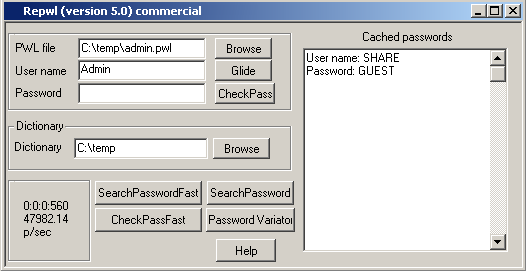 Repwl (version 5.0) commercial
PWL file
C:\temp\admin.pwl
Browse
User name
Admin
Glide
Password
CheckPass
Dictionary
Dictionary
C:\temp
Browse
0:0:0:560
47982.14
p/sec
SearchPasswordFast
SearchPassword
CheckPassFast
Password Variator
Help
Cached passwords
User name: SHARE
Password: GUEST